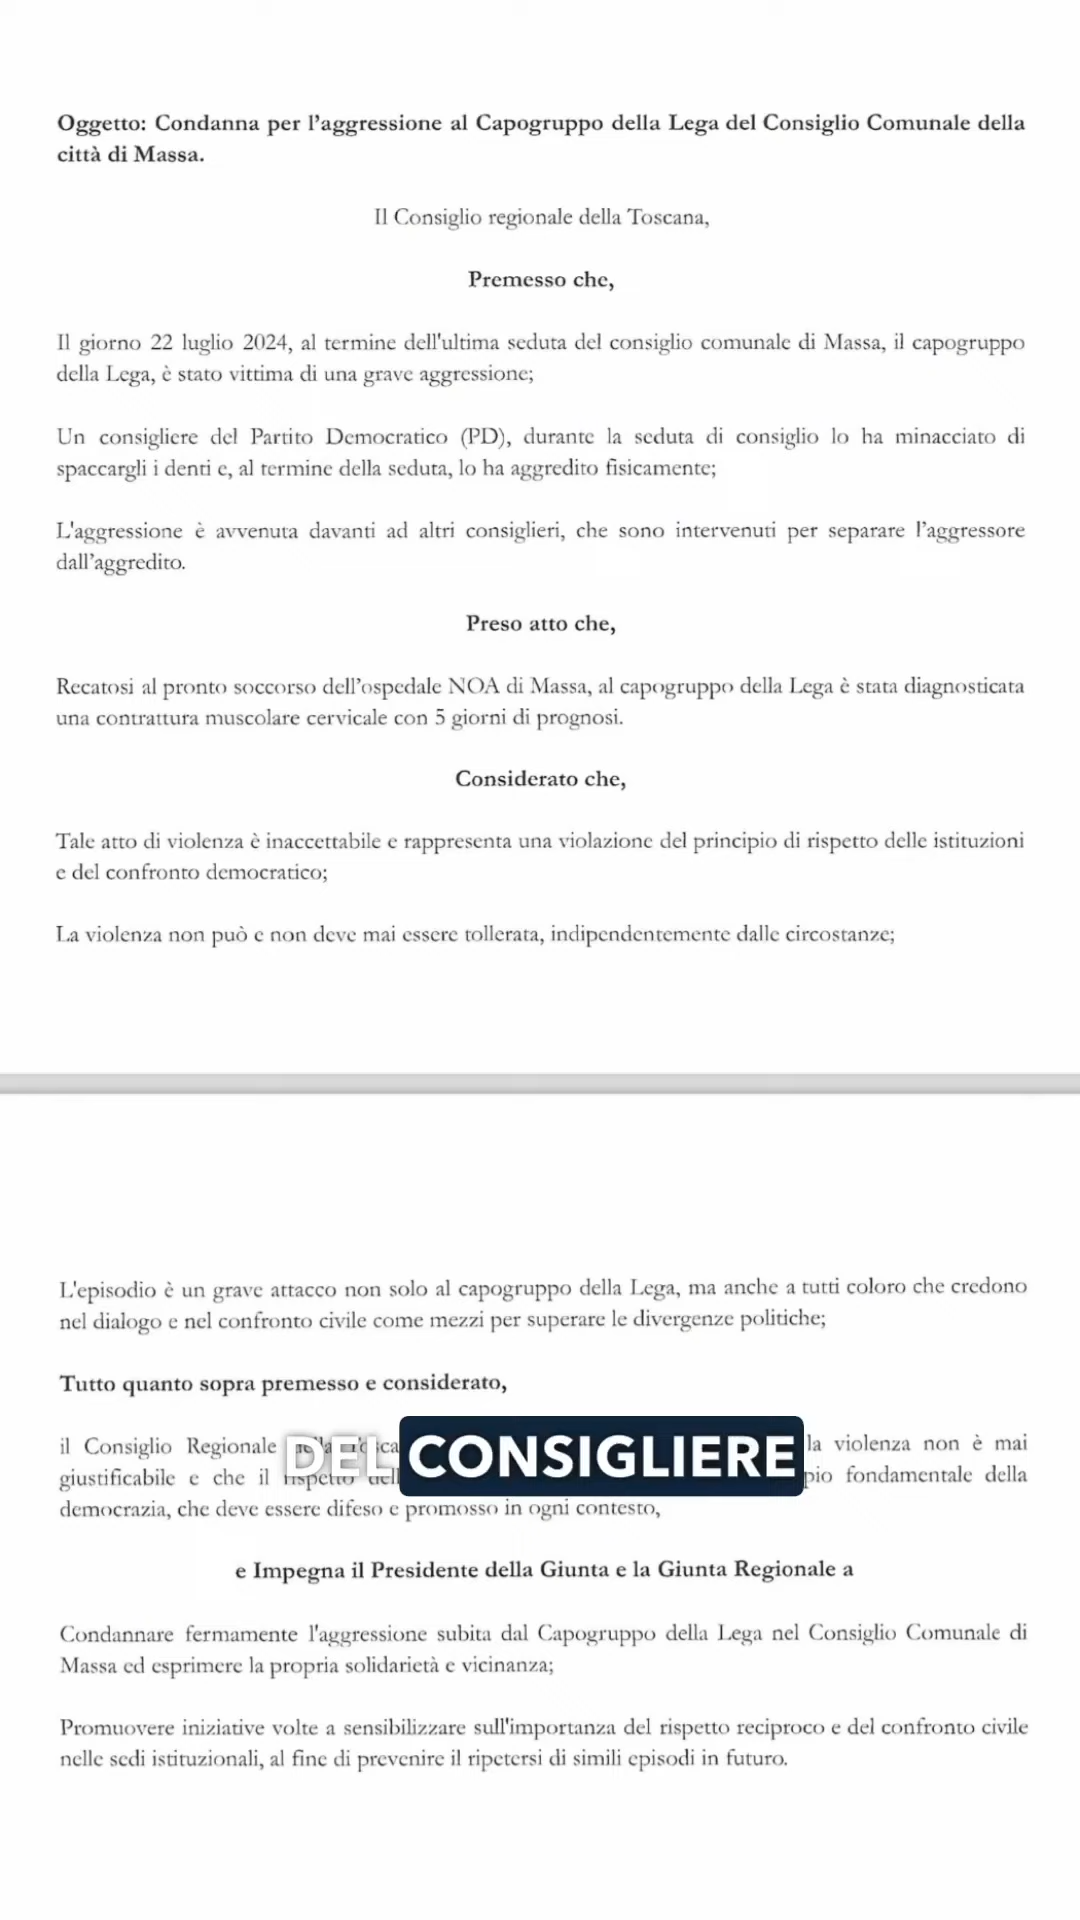 Oggetto: Condanna per l'aggressione al Capogruppo della Lega del Consiglio Comunale della
città di Massa.
Il Consiglio regionale della Toscana,
Premesso che,
Il giorno 22 luglio 2024, al termine dell'ultima seduta del consiglio comunale di Massa, il capogruppo
della Lega, è stato vittima di una grave aggressione;
Un consigliere del Partito Democratico (PD), durante la seduta di consiglio lo ha minacciato di
spaccargli i denti e, al termine della seduta, lo ha aggredito fisicamente;
L'aggressione è avvenuta davanti ad altri consiglieri, che sono intervenuti per separare l'aggressore
dall'aggredito.
Preso atto che,
Recatosi al pronto soccorso dell'ospedale NOA di Massa, al capogruppo della Lega è stata diagnosticata
una contrattura muscolare cervicale con 5 giorni di prognosi.
Considerato che,
Tale atto di violenza è inaccettabile e rappresenta una violazione del principio di rispetto delle istituzioni
e del confronto democratico;
La violenza non può e non deve mai essere tollerata, indipendentemente dalle circostanze;
L'episodio è un grave attacco non solo al capogruppo della Lega, ma anche a tutti coloro che credono
nel dialogo e nel confronto civile come mezzi per superare le divergenze politiche;
Tutto quanto sopra premesso e considerato,
il Consiglio Regionale la violenza non è mai
DEL CONSIGLIERE
giustificabile e che il rispetto fondamentale della
democrazia, che deve essere difeso e promosso in ogni contesto,
e Impegna il Presidente della Giunta e la Giunta Regionale a
Condannare fermamente l'aggressione subita dal Capogruppo della Lega nel Consiglio Comunale di
Massa ed esprimere la propria solidarietà e vicinanza;
Promuovere iniziative volte a sensibilizzare sull'importanza del rispetto reciproco e del confronto civile
nelle sedi istituzionali, al fine di prevenire il ripetersi di simili episodi in futuro.